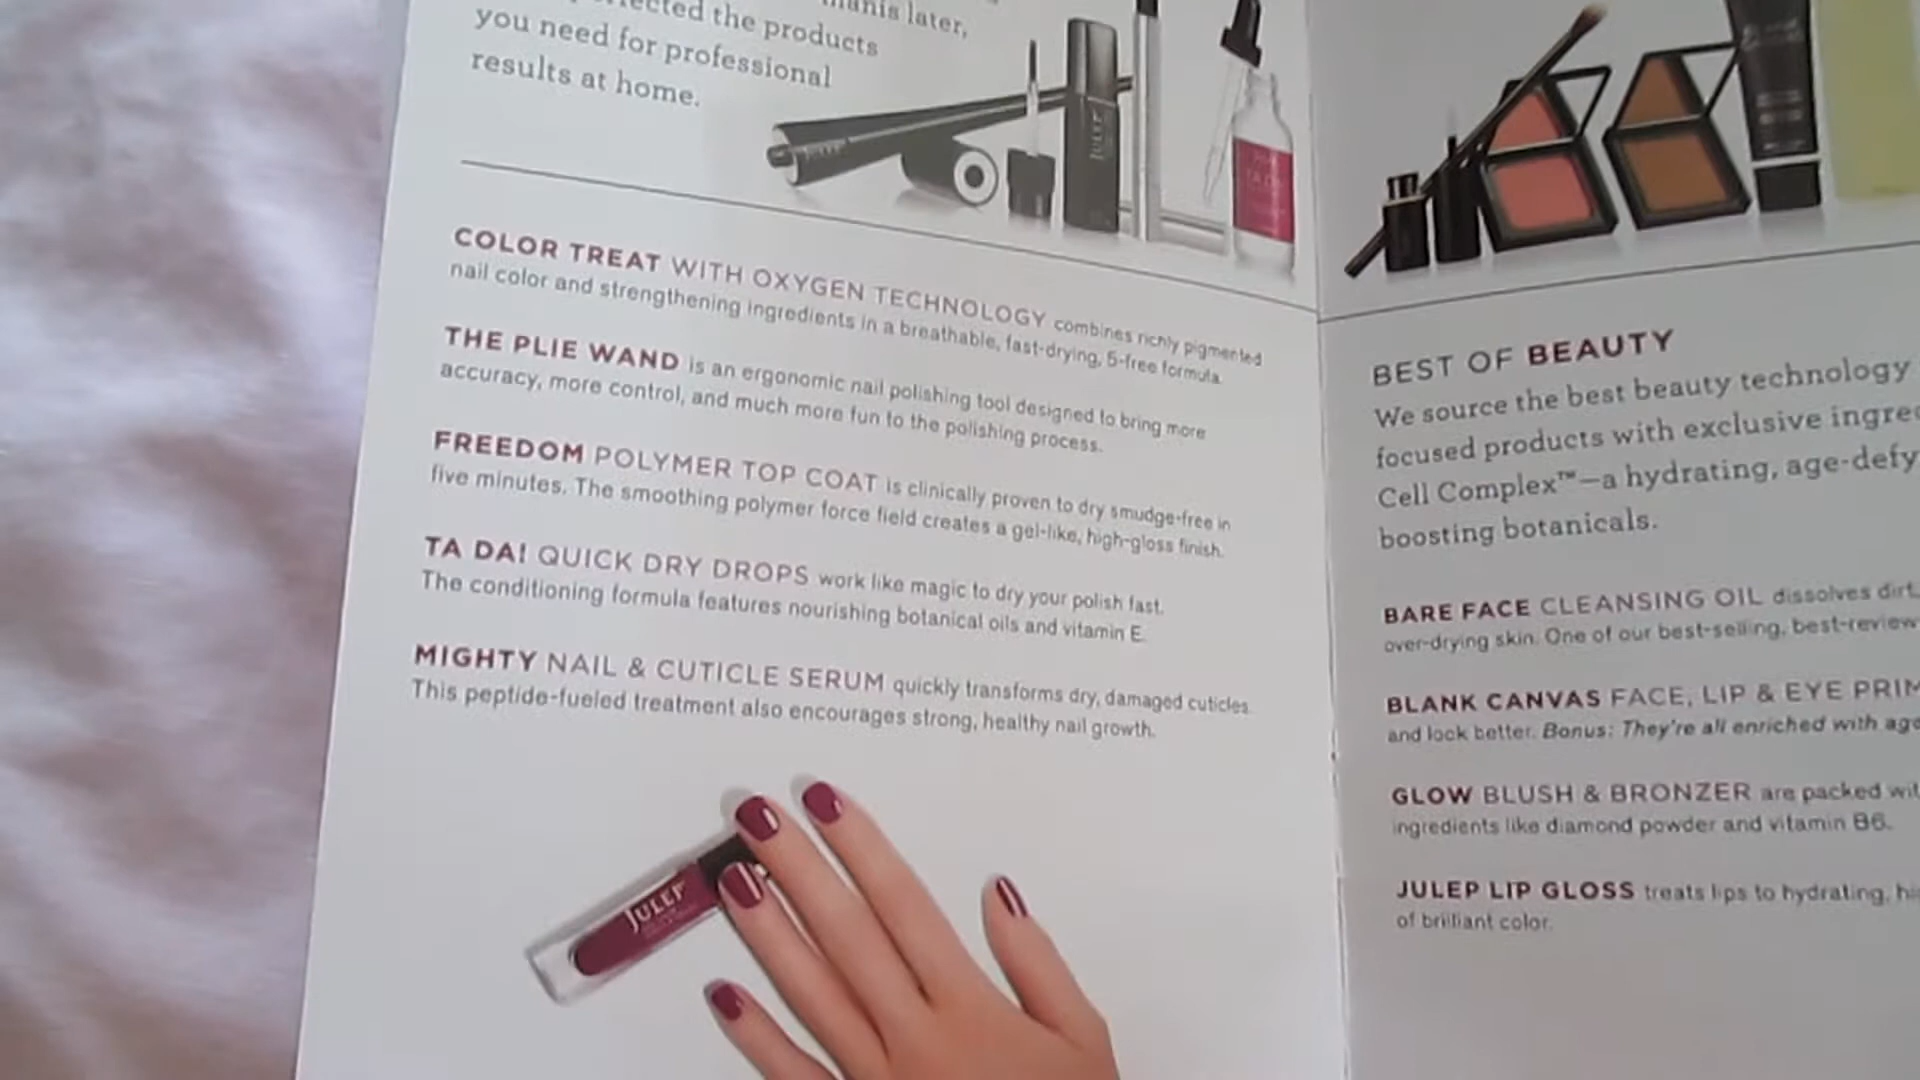 later,
the products
you need for professional
results at home.
JULEP
COLOR TREAT WITH OXYGEN TECHNOLOGY combines richly pigmented
nail color and strengthening ingredients in a breathable, fast-drying, 5-free formula.
THE PLIE WAND is an ergonomic nail polishing tool designed to bring more
accuracy, more control, and much more fun to the polishing process.
FREEDOM POLYMER TOP COAT is clinically proven to dry smudge-free in
five minutes. The smoothing polymer force field creates a gel-like, high-gloss finish.
TA DA! QUICK DRY DROPS work like magic to dry your polish fast.
The conditioning formula features nourishing botanical oils and vitamin E.
MIGHTY NAIL & CUTICLE SERUM quickly transforms dry, damaged cuticles.
This peptide-fueled treatment also encourages strong, healthy nail growth.
JULEP
BEST OF BEAUTY
We source the best beauty technology
focused products with exclusive
Cell Complex™—a hydrating,
boosting botanicals.
BARE FACE CLEANSING OIL dissolves dirt,
over-drying skin. One of our best-selling,
BLANK CANVAS FACE, LIP & EYE
and look better. Bonus: They're all enriched with
GLOW BLUSH & BRONZER are packed
ingredients like diamond powder and vitamin B6.
JULEP LIP GLOSS treats lips to hydrating,
of brilliant color.